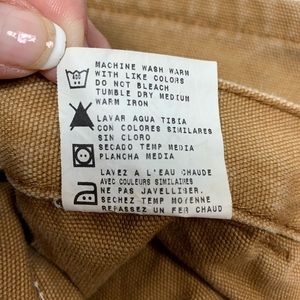 MACHINE WASH WARM
WITH LIKE COLORS
DO NOT BLEACH
TUMBLE DRY MEDIUM
WARM IRON
LAVAR AGUA TIBIA
CON COLORES SIMILARES
SIN CLORO
SECADO TEMP MEDIA
PLANCHA MEDIA
LAVEZ A L'EAU CHAUDE
AVEC COULEURS SIMILAIRES
NE PAS JAVELLISER.
SECHEZ TEMP MOYENNE
REPASSEZ UN FER CHAUD